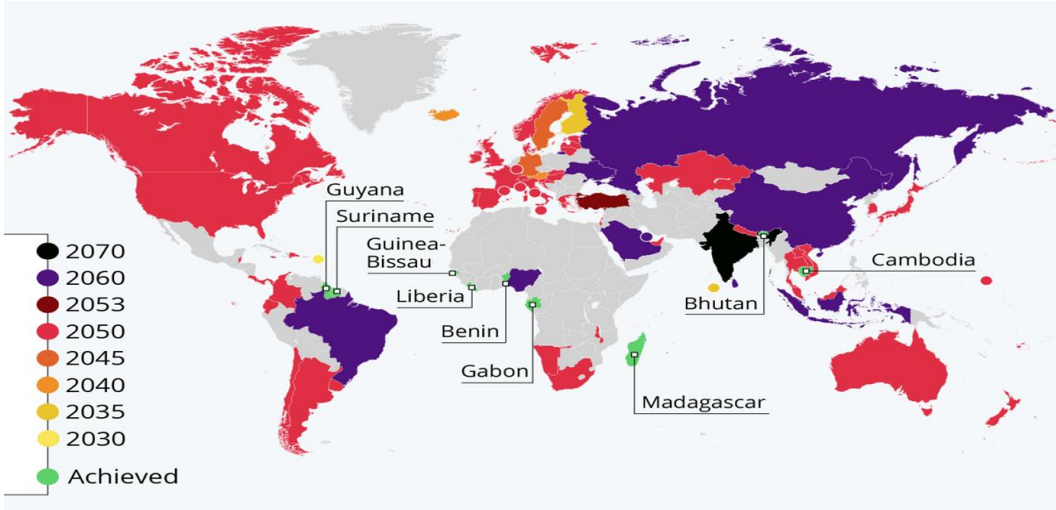 Guyana
Suriname
Guinea-
Bissau
Liberia
Benin
Gabon
Madagascar
Bhutan
Cambodia
2070
2060
2053
2050
2045
2040
2035
2030
Achieved